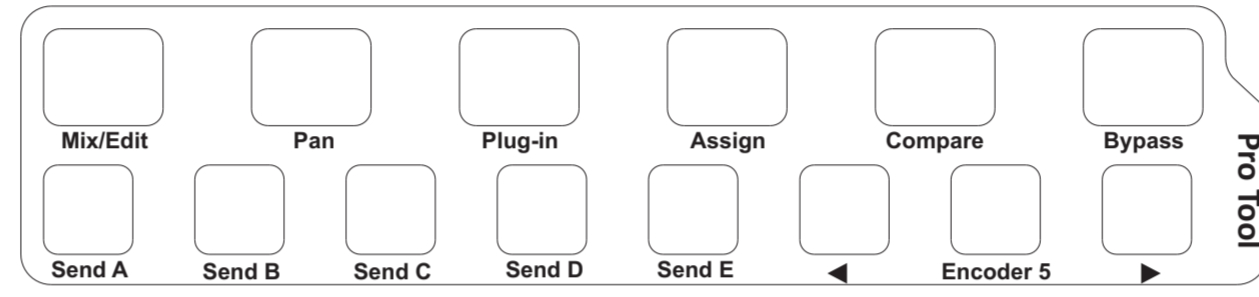 Mix/Edit Pan Plug-in Assign Compare Bypass
Send A Send B Send C Send D Send E ◀ Encoder 5 ▶
Pro Tool